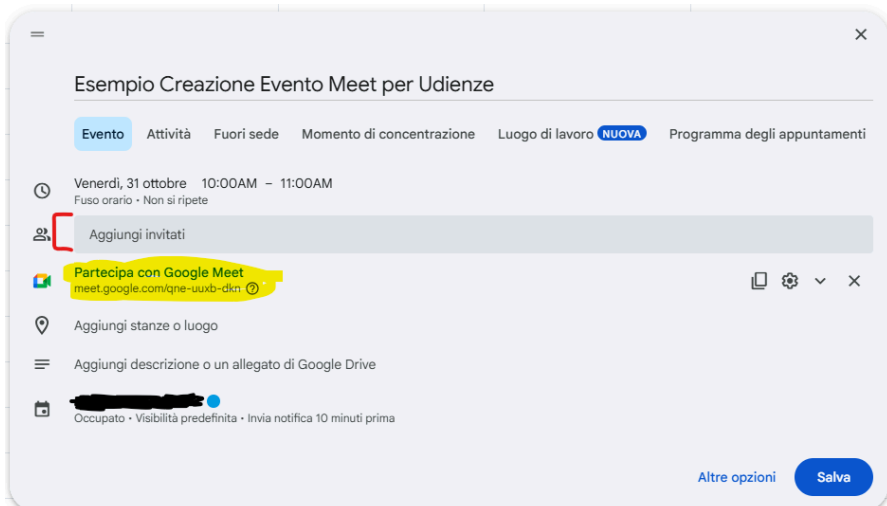 Esempio Creazione Evento Meet per Udienze
Evento Attività Fuori sede Momento di concentrazione Luogo di lavoro NUOVA Programma degli appuntamenti
Venerdì, 31 ottobre 10:00AM – 11:00AM
Fuso orario • Non si ripete
Aggiungi invitati
Partecipa con Google Meet
meet.google.com/qne-uuxb-dkn
Aggiungi stanze o luogo
Aggiungi descrizione o un allegato di Google Drive
Occupato • Visibilità predefinita • Invia notifica 10 minuti prima
Altre opzioni Salva